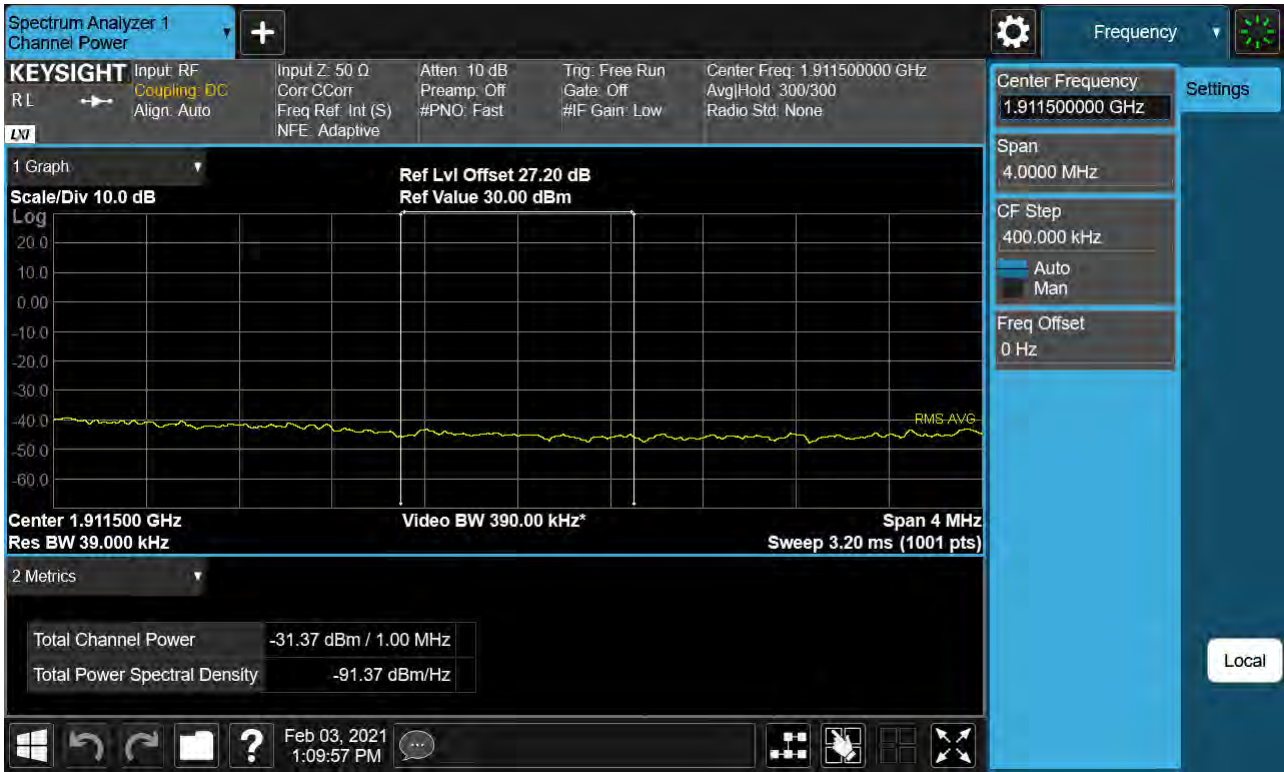 Spectrum Analyzer 1
Channel Power
+
Frequency
KEYSIGHT
RL
LXI
Input: RF
Coupling: DC
Align: Auto
Input Z: 50 Ω
Corr CCorr
Freq Ref: Int (S)
NFE: Adaptive
Atten: 10 dB
Preamp: Off
#PNO: Fast
Trig: Free Run
Gate: Off
#IF Gain: Low
Center Freq: 1.911500000 GHz
Avg|Hold: 300/300
Radio Std: None
Center Frequency
1.911500000 GHz
Settings
Span
4.0000 MHz
CF Step
400.000 kHz
Auto
Man
Freq Offset
0 Hz
Local
1 Graph
Scale/Div 10.0 dB
Ref Lvl Offset 27.20 dB
Ref Value 30.00 dBm
Log
20.0
10.0
0.00
-10.0
-20.0
-30.0
-40.0
-50.0
-60.0
RMS AVG
Center 1.911500 GHz
Res BW 39.000 kHz
Video BW 390.00 kHz*
Span 4 MHz
Sweep 3.20 ms (1001 pts)
2 Metrics
Total Channel Power -31.37 dBm / 1.00 MHz
Total Power Spectral Density -91.37 dBm/Hz
?
Feb 03, 2021
1:09:57 PM